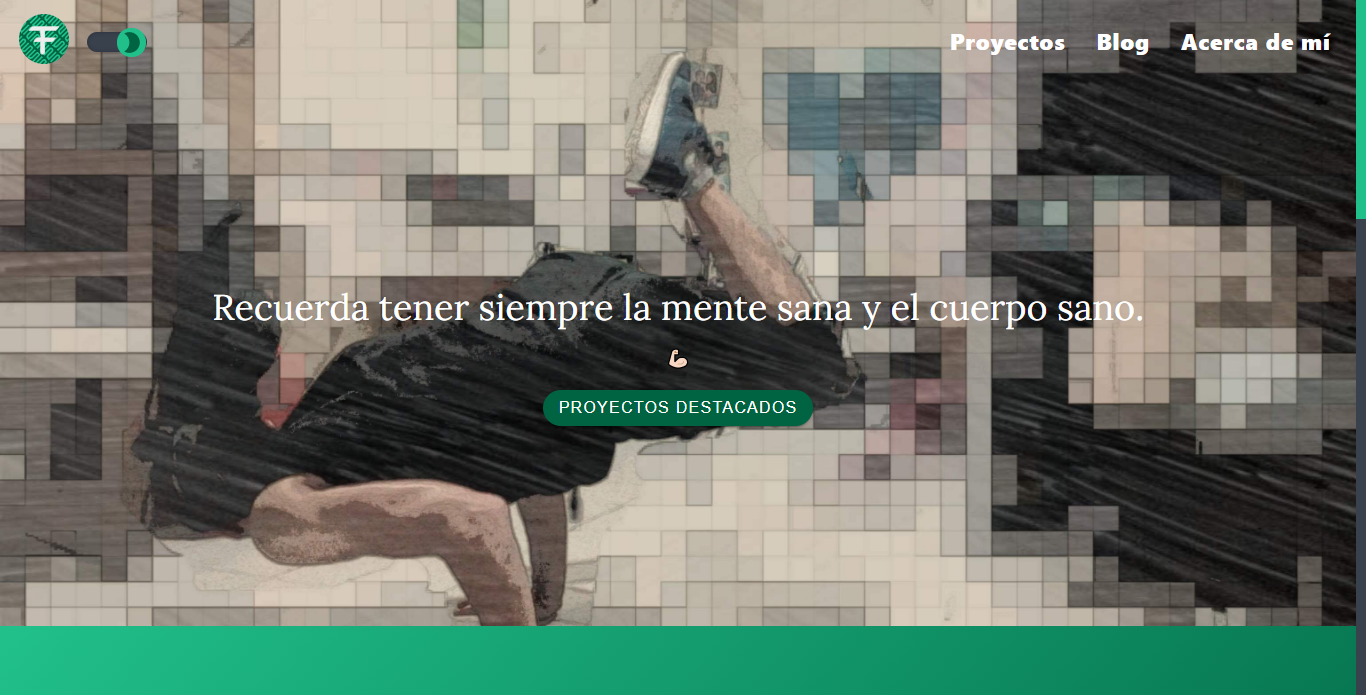 Proyectos Blog Acerca de mí
Recuerda tener siempre la mente sana y el cuerpo sano.
💪🏻
PROYECTOS DESTACADOS